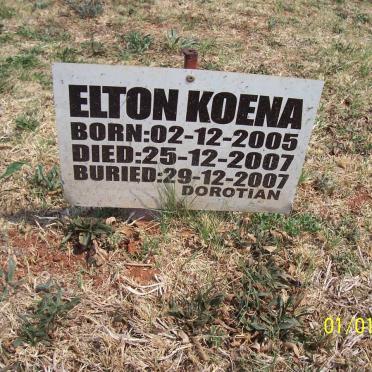 ELTON KOENA
BORN:02-12-2005
DIED:25-12-2007
BURIED:29-12-2007
DOROTIAN
01/01